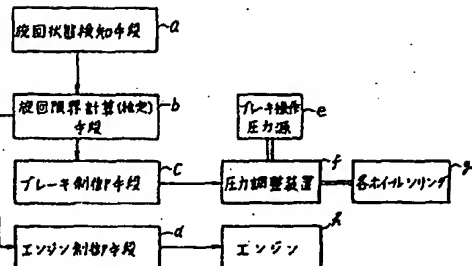 旋回状態検知手段
a
旋回限界計算(推定)
手段
b
ブレーキ操作
圧力源
e
ブレーキ制御手段
c
圧力調整装置
f
各ホイールシリンダ
g
エンジン制御手段
d
エンジン
h